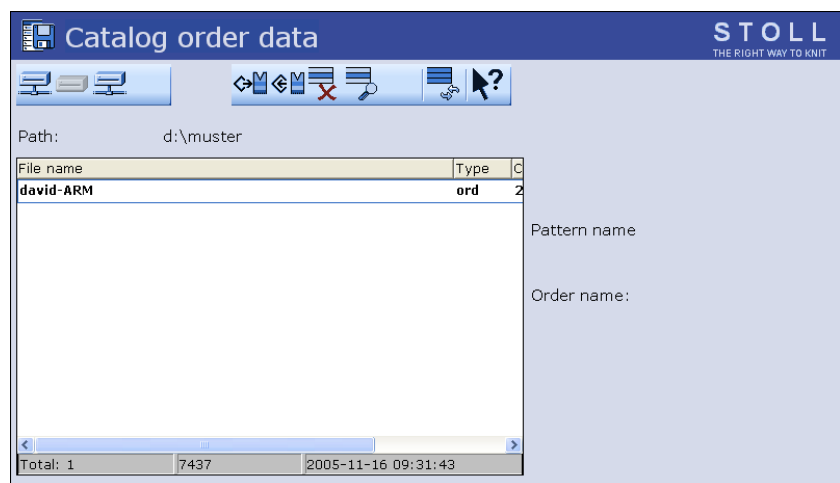 Catalog order data
STOLL
THE RIGHT WAY TO KNIT
?
Path: d:\muster
File name Type C
david-ARM ord 2
Pattern name
Order name:
Total: 1 7437 2005-11-16 09:31:43